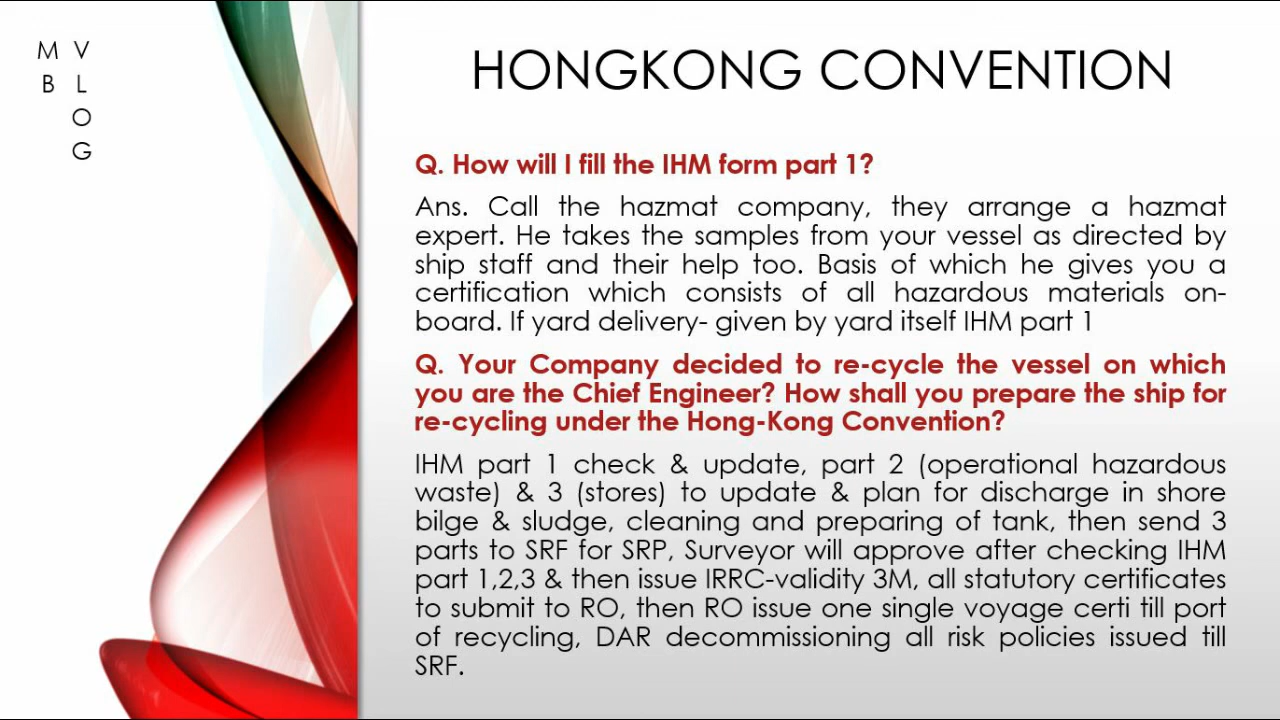 M V
B L
O
G
HONGKONG CONVENTION
Q. How will I fill the IHM form part 1?
Ans. Call the hazmat company, they arrange a hazmat
expert. He takes the samples from your vessel as directed by
ship staff and their help too. Basis of which he gives you a
certification which consists of all hazardous materials on-
board. If yard delivery- given by yard itself IHM part 1
Q. Your Company decided to re-cycle the vessel on which
you are the Chief Engineer? How shall you prepare the ship for
re-cycling under the Hong-Kong Convention?
IHM part 1 check & update, part 2 (operational hazardous
waste) & 3 (stores) to update & plan for discharge in shore
bilge & sludge, cleaning and preparing of tank, then send 3
parts to SRF for SRP, Surveyor will approve after checking IHM
part 1,2,3 & then issue IRRC-validity 3M, all statutory certificates
to submit to RO, then RO issue one single voyage certi till port
of recycling, DAR decommissioning all risk policies issued till
SRF.